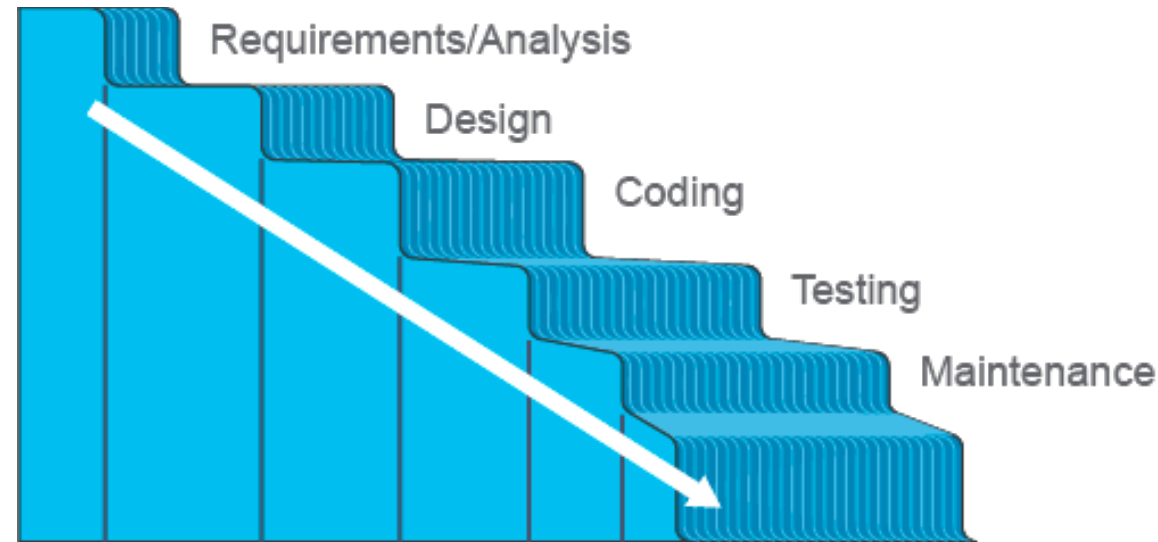 Requirements/Analysis
Design
Coding
Testing
Maintenance